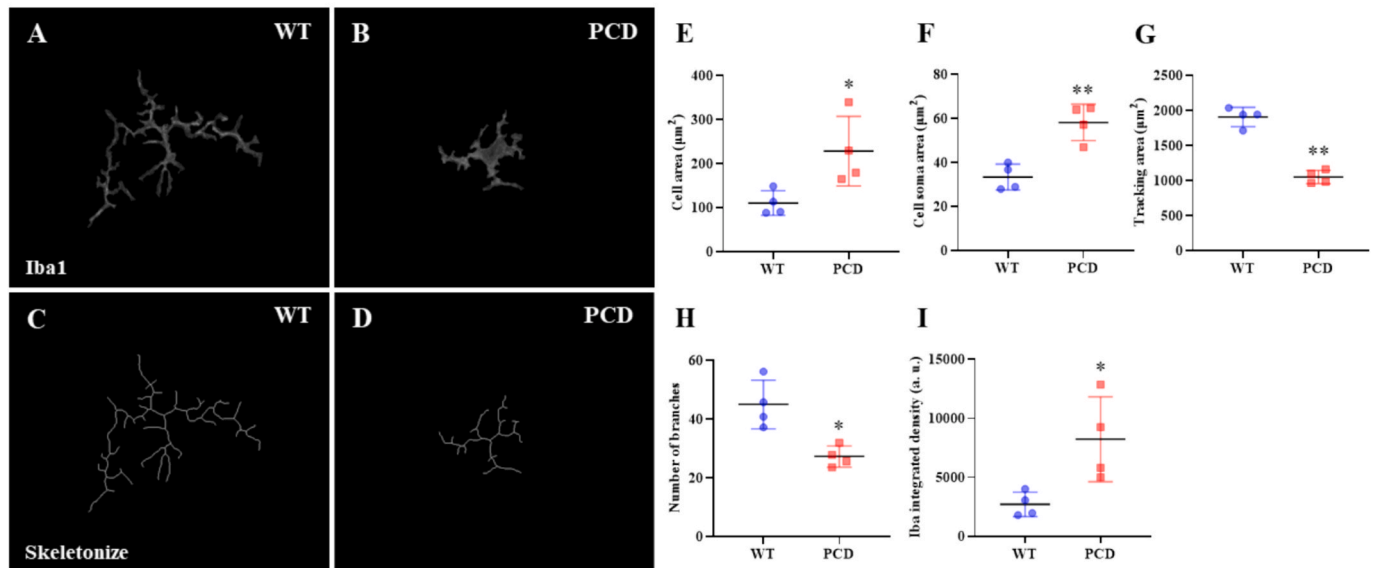 A WT
Iba1
B PCD
C WT
Skeletonize
D PCD
E
Cell area (μm²)
400
300
200
100
0
*
WT PCD
F
Cell soma area (μm²)
80
60
40
20
0
**
WT PCD
G
Tracking area (μm²)
2500
2000
1500
1000
500
0
**
WT PCD
H
Number of branches
60
40
20
0
*
WT PCD
I
Iba integrated density (a. u.)
15000
10000
5000
0
*
WT PCD